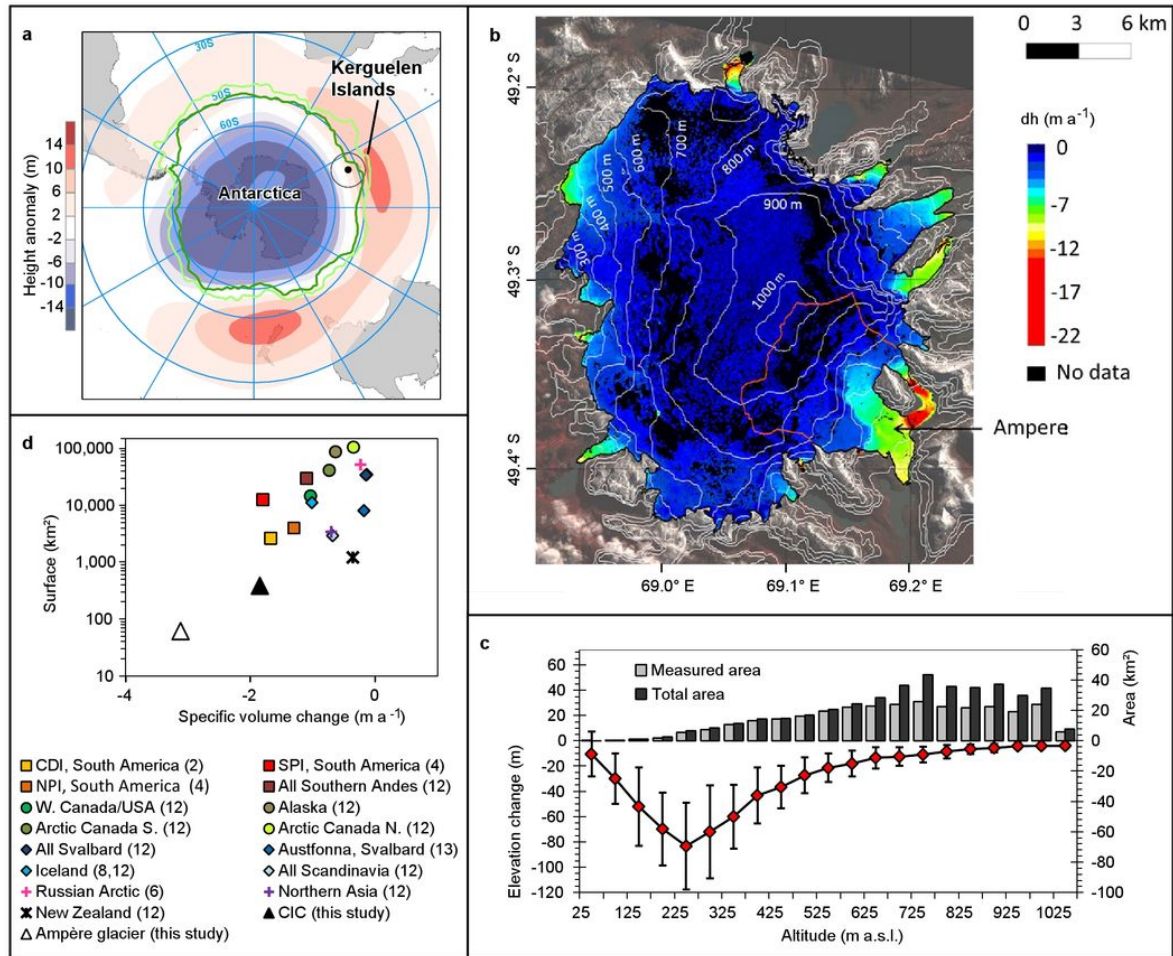 a
30S
50S
60S
Kerguelen
Islands
Antarctica
Height anomaly (m)
14
10
6
2
-2
-6
-10
-14
b
0 3 6 km
49.2° S
49.3° S
49.4° S
69.0° E 69.1° E 69.2° E
300 m
400 m
500 m
600 m
700 m
800 m
900 m
1000 m
dh (m a⁻¹)
0
-2
-7
-12
-17
-22
No data
Ampere
d
100,000
10,000
1,000
100
10
Surface (km²)
-4 -2 0
Specific volume change (m a⁻¹)
CDI, South America (2) SPI, South America (4)
NPI, South America (4) All Southern Andes (12)
W. Canada/USA (12) Alaska (12)
Arctic Canada S. (12) Arctic Canada N. (12)
All Svalbard (12) Austfonna, Svalbard (13)
Iceland (8,12) All Scandinavia (12)
Russian Arctic (6) Northern Asia (12)
New Zealand (12) CIC (this study)
Ampère glacier (this study)
c
Measured area
Total area
Elevation change (m)
60
40
20
0
-20
-40
-60
-80
-100
-120
Area (km²)
60
40
20
0
-20
-40
-60
-80
-100
25 125 225 325 425 525 625 725 825 925 1025
Altitude (m a.s.l.)